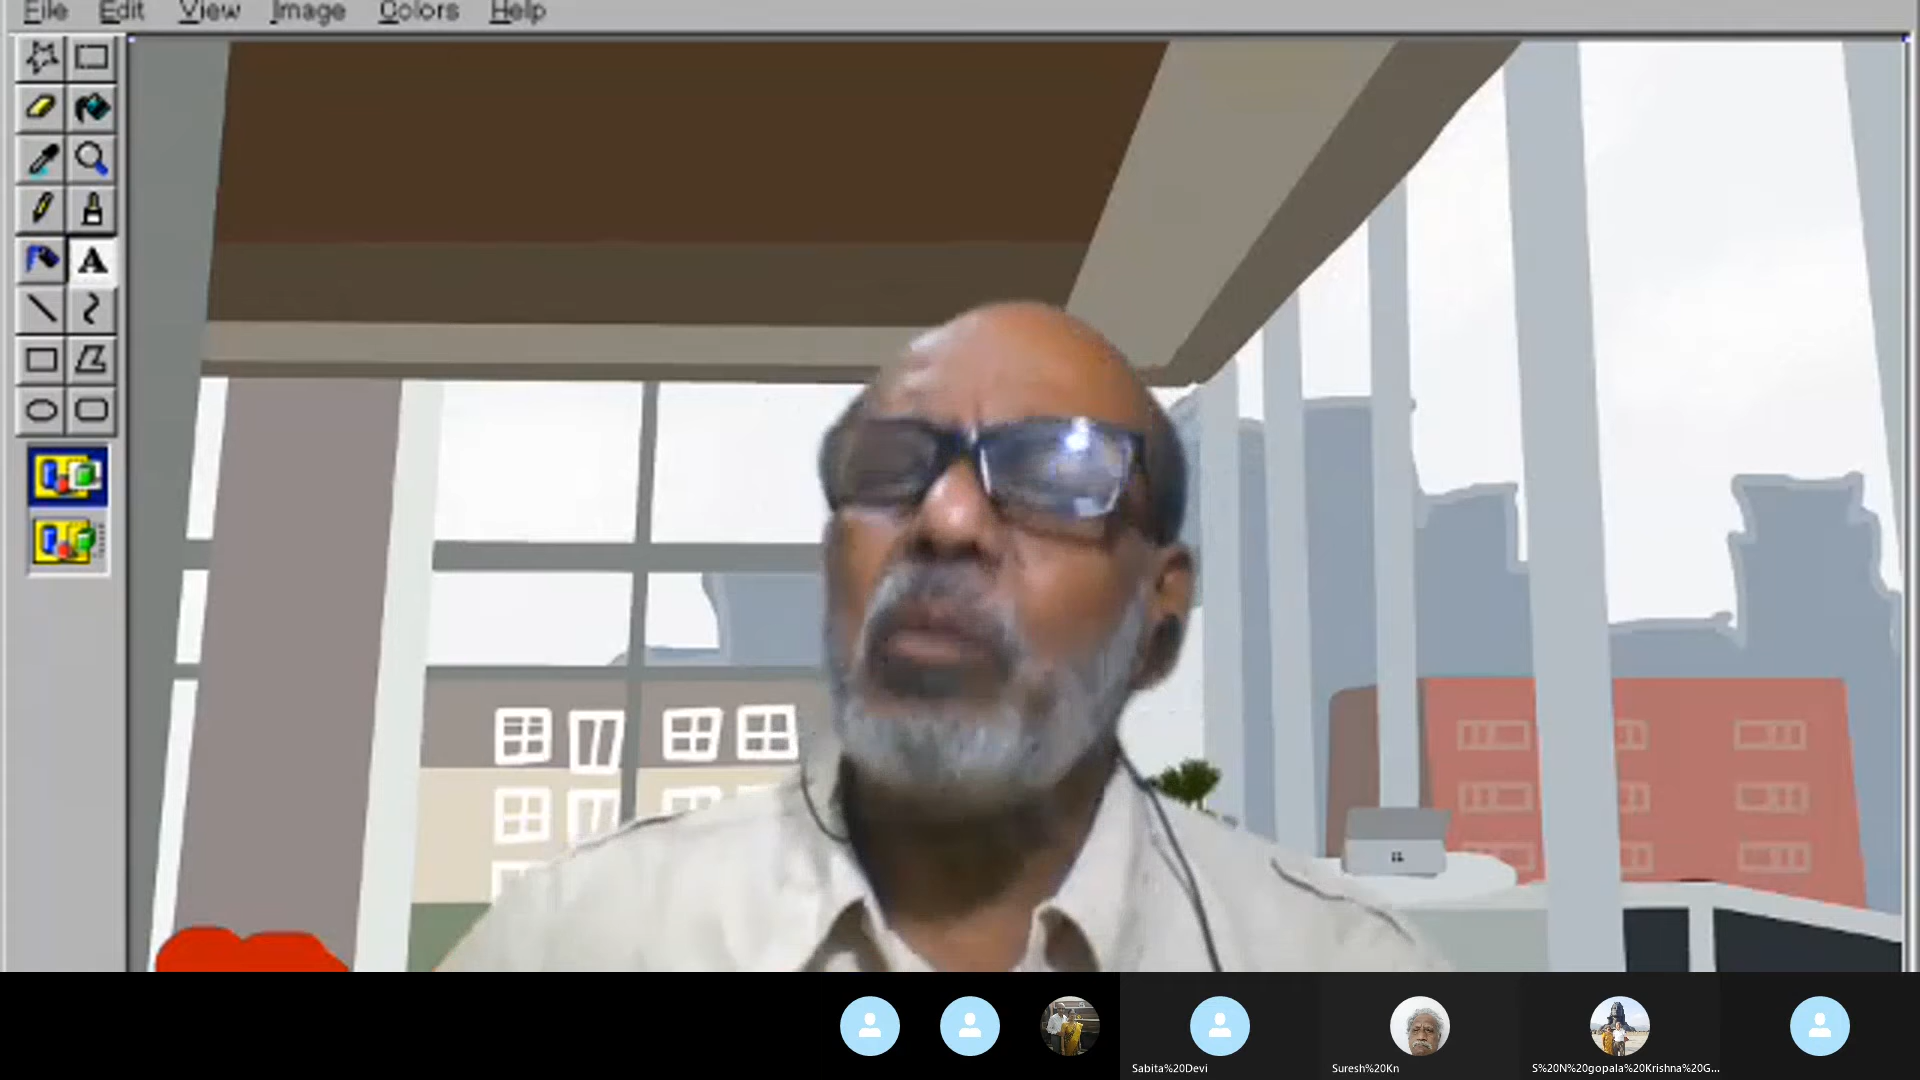 File Edit View Image Colors Help
A
Sabita%20Devi
Suresh%20Kn
S%20N%20gopala%20Krishna%20G...